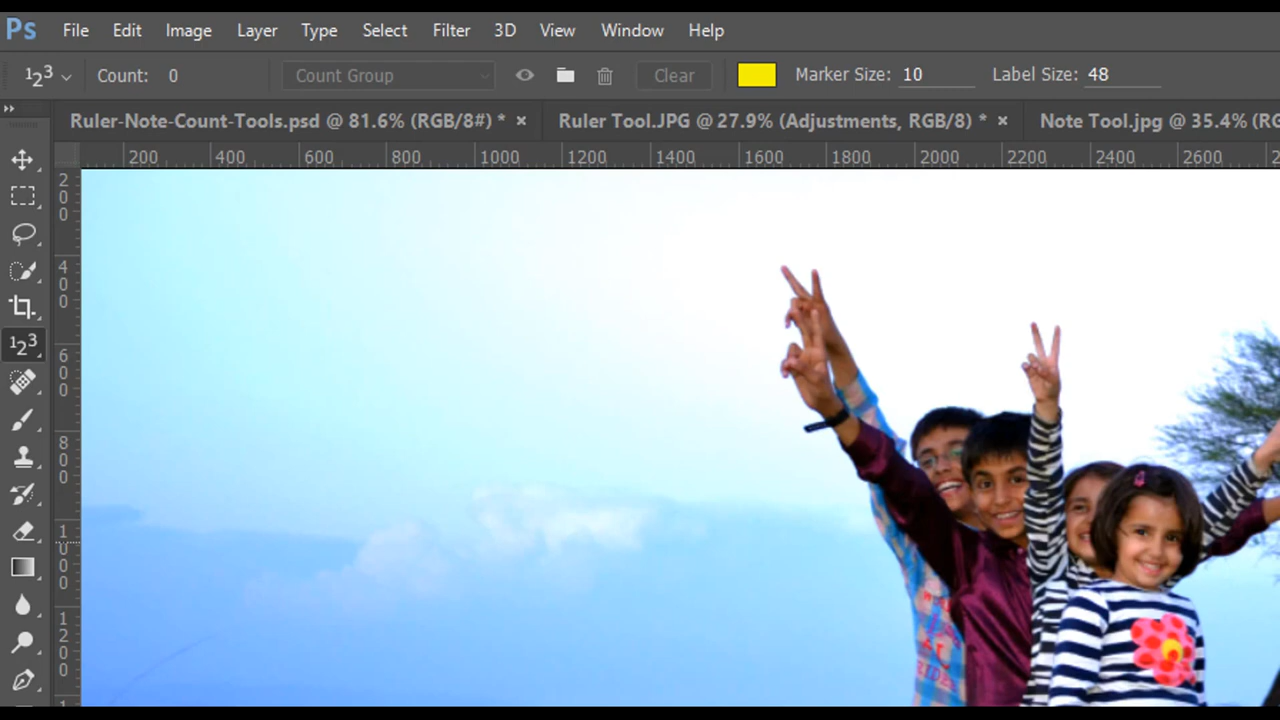 Ps File Edit Image Layer Type Select Filter 3D View Window Help
123 Count: 0 Count Group Clear Marker Size: 10 Label Size: 48
Ruler-Note-Count-Tools.psd @ 81.6% (RGB/8#) * × Ruler Tool.JPG @ 27.9% (Adjustments, RGB/8) * × Note Tool.jpg @ 35.4% (RG
200 400 600 800 1000 1200 1400 1600 1800 2000 2200 2400 2600 2
200
400
600
800
1000
1200
1
123